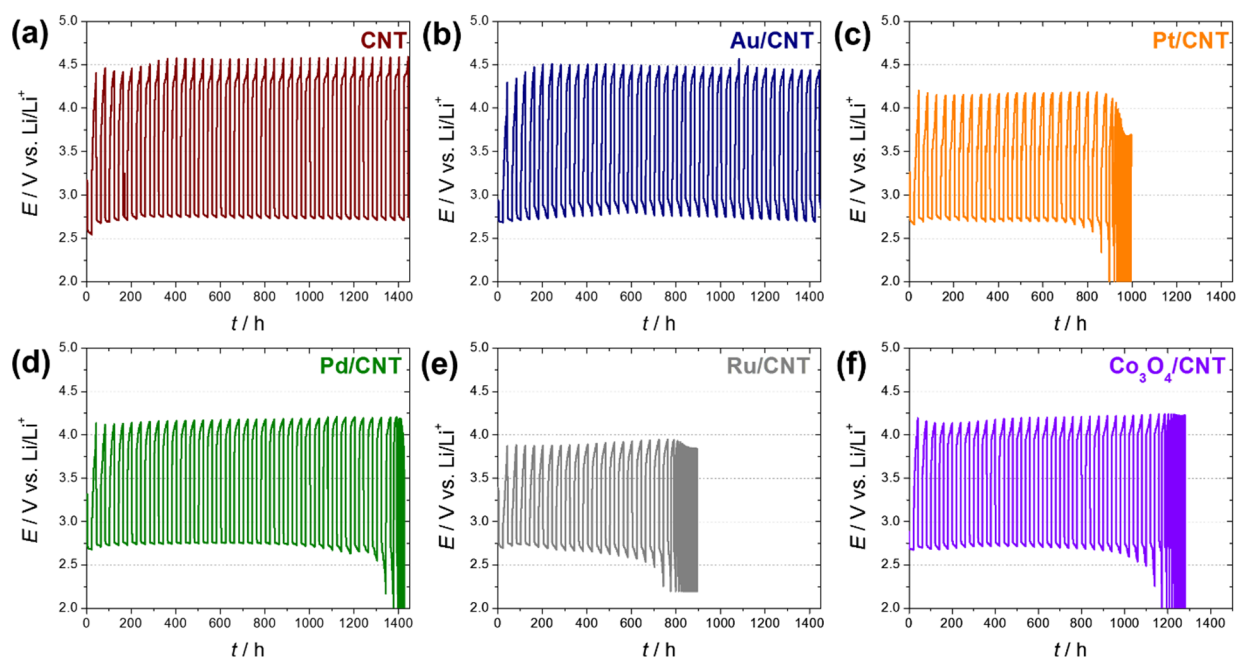 (a) CNT
5.0
4.5
4.0
3.5
3.0
2.5
2.0
E / V vs. Li/Li⁺
0 200 400 600 800 1000 1200 1400
t / h
(b) Au/CNT
5.0
4.5
4.0
3.5
3.0
2.5
2.0
E / V vs. Li/Li⁺
0 200 400 600 800 1000 1200 1400
t / h
(c) Pt/CNT
5.0
4.5
4.0
3.5
3.0
2.5
2.0
E / V vs. Li/Li⁺
0 200 400 600 800 1000 1200 1400
t / h
(d) Pd/CNT
5.0
4.5
4.0
3.5
3.0
2.5
2.0
E / V vs. Li/Li⁺
0 200 400 600 800 1000 1200 1400
t / h
(e) Ru/CNT
5.0
4.5
4.0
3.5
3.0
2.5
2.0
E / V vs. Li/Li⁺
0 200 400 600 800 1000 1200 1400
t / h
(f) Co₃O₄/CNT
5.0
4.5
4.0
3.5
3.0
2.5
2.0
E / V vs. Li/Li⁺
0 200 400 600 800 1000 1200 1400
t / h